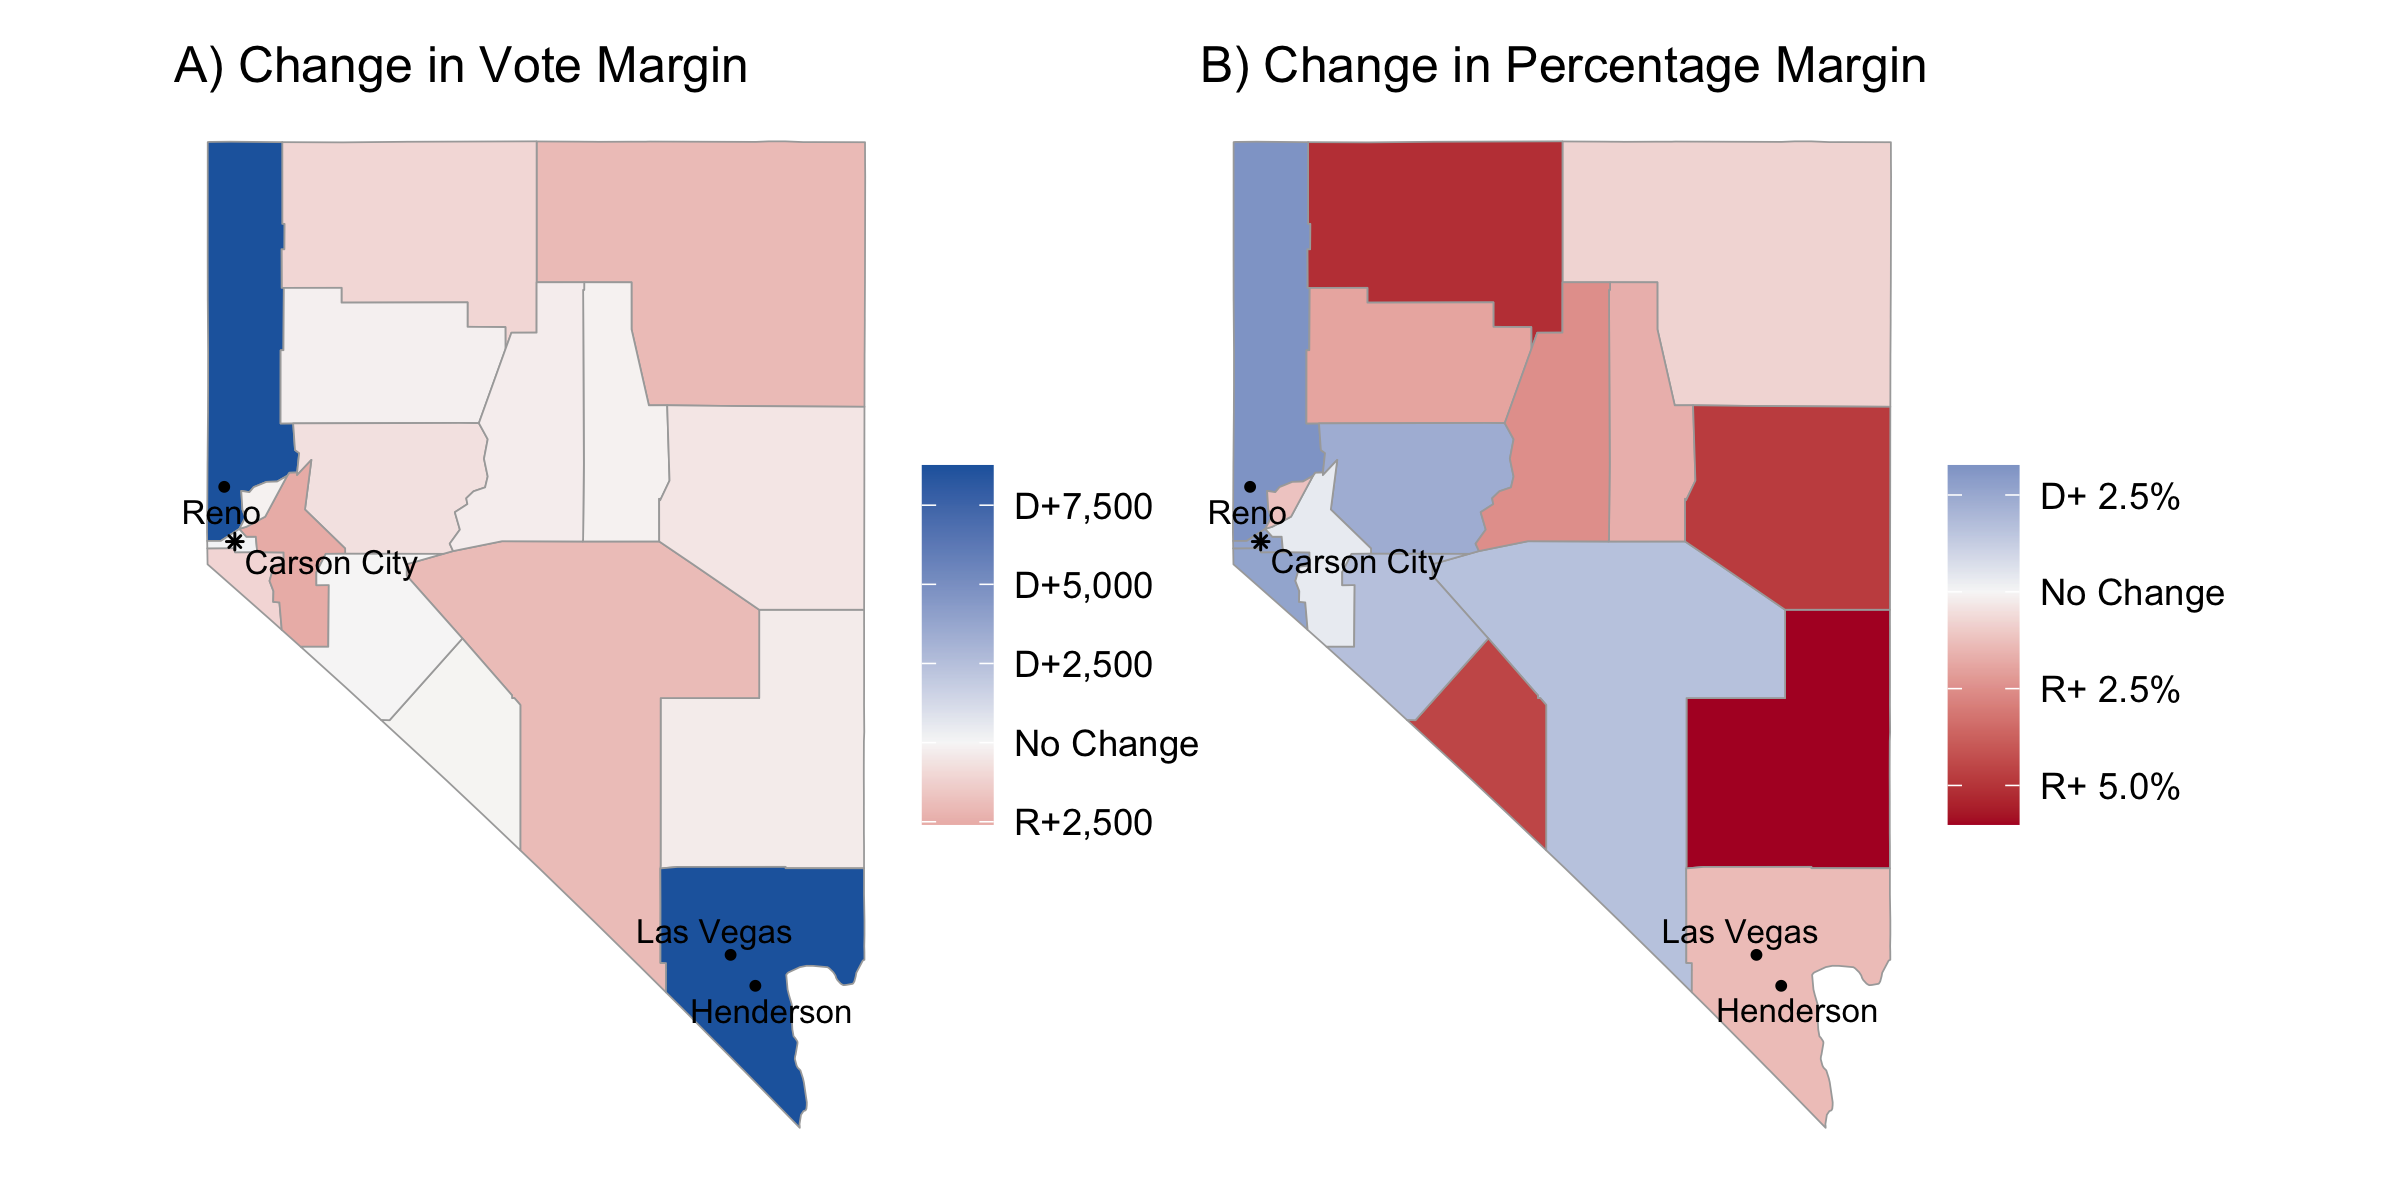 A) Change in Vote Margin
Reno
Carson City
Las Vegas
Henderson
D+7,500
D+5,000
D+2,500
No Change
R+2,500
B) Change in Percentage Margin
Reno
Carson City
Las Vegas
Henderson
D+ 2.5%
No Change
R+ 2.5%
R+ 5.0%